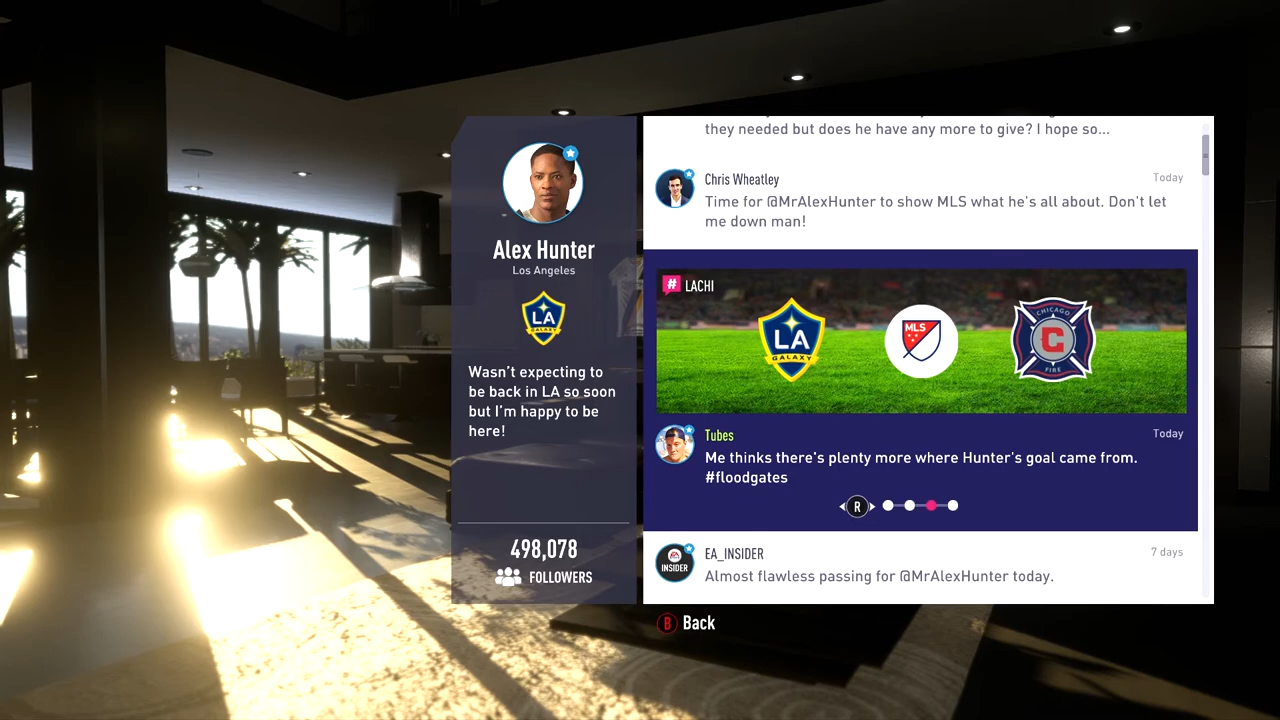 Alex Hunter
Los Angeles
LA
GALAXY
Wasn't expecting to
be back in LA so soon
but I'm happy to be
here!
498,078
FOLLOWERS
they needed but does he have any more to give? I hope so...
Chris Wheatley
Today
Time for @MrAlexHunter to show MLS what he's all about. Don't let
me down man!
# LACHI
LA
GALAXY
MLS
CHICAGO
C
FIRE
Tubes
Today
Me thinks there's plenty more where Hunter's goal came from.
#floodgates
R
EA INSIDER
EA_INSIDER
7 days
Almost flawless passing for @MrAlexHunter today.
B Back